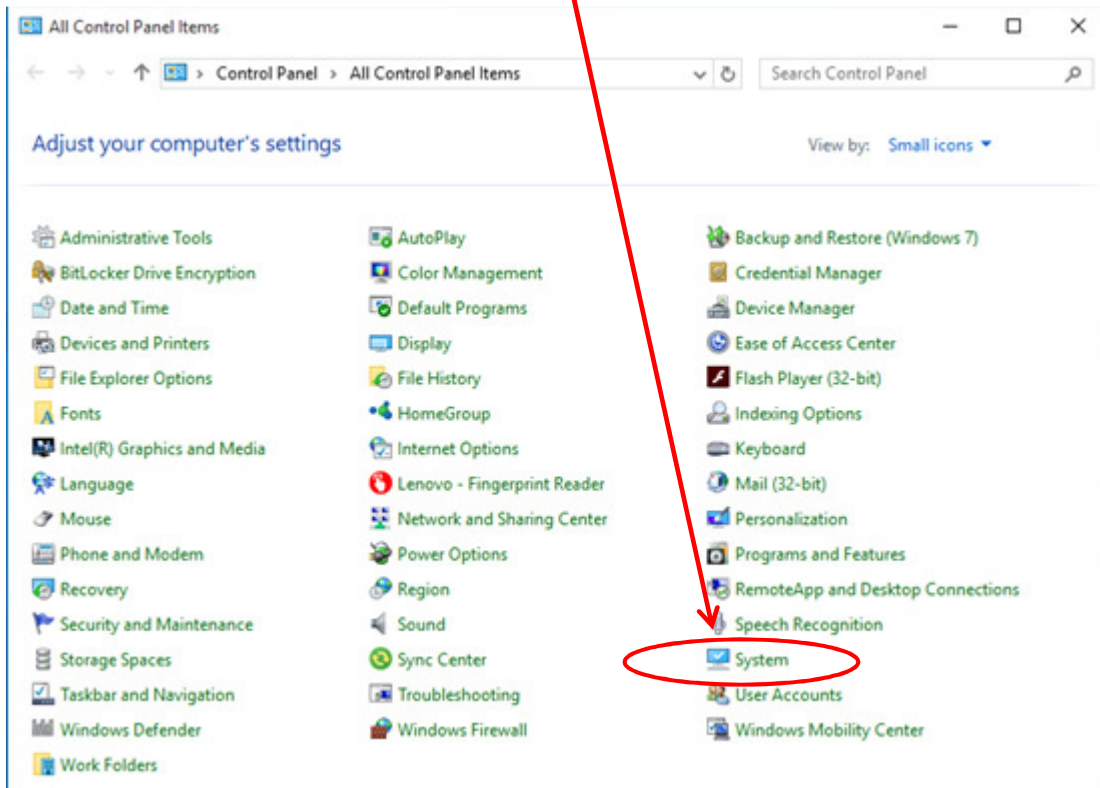 All Control Panel Items
Control Panel > All Control Panel Items
Search Control Panel
Adjust your computer's settings
View by: Small icons
Administrative Tools
AutoPlay
Backup and Restore (Windows 7)
BitLocker Drive Encryption
Color Management
Credential Manager
Date and Time
Default Programs
Device Manager
Devices and Printers
Display
Ease of Access Center
File Explorer Options
File History
Flash Player (32-bit)
Fonts
HomeGroup
Indexing Options
Intel(R) Graphics and Media
Internet Options
Keyboard
Language
Lenovo - Fingerprint Reader
Mail (32-bit)
Mouse
Network and Sharing Center
Personalization
Phone and Modem
Power Options
Programs and Features
Recovery
Region
RemoteApp and Desktop Connections
Security and Maintenance
Sound
Speech Recognition
Storage Spaces
Sync Center
System
Taskbar and Navigation
Troubleshooting
User Accounts
Windows Defender
Windows Firewall
Windows Mobility Center
Work Folders